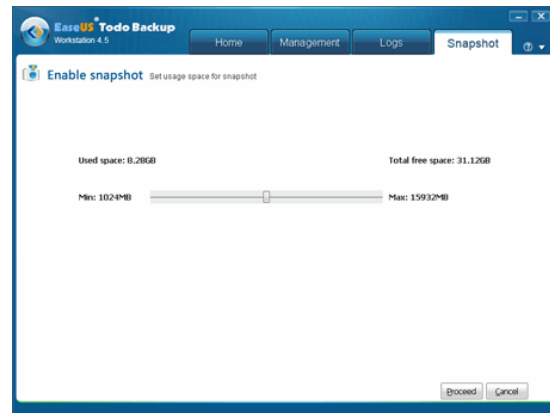 EaseUS Todo Backup
Workstation 4.5
Home Management Logs Snapshot
Enable snapshot Set usage space for snapshot
Used space: 8.28GB Total free space: 31.12GB
Min: 1024MB Max: 15932MB
Proceed Cancel